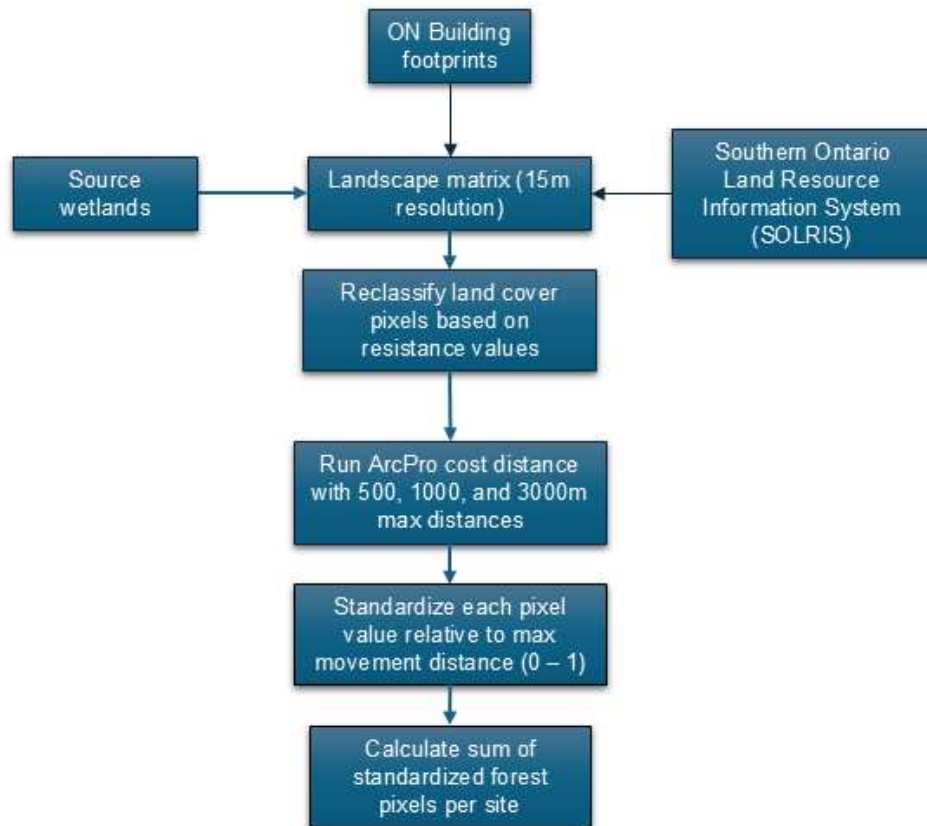 ON Building
footprints
Source
wetlands
Landscape matrix (15m
resolution)
Southern Ontario
Land Resource
Information System
(SOLRIS)
Reclassify land cover
pixels based on
resistance values
Run ArcPro cost distance
with 500, 1000, and 3000m
max distances
Standardize each pixel
value relative to max
movement distance (0 – 1)
Calculate sum of
standardized forest
pixels per site